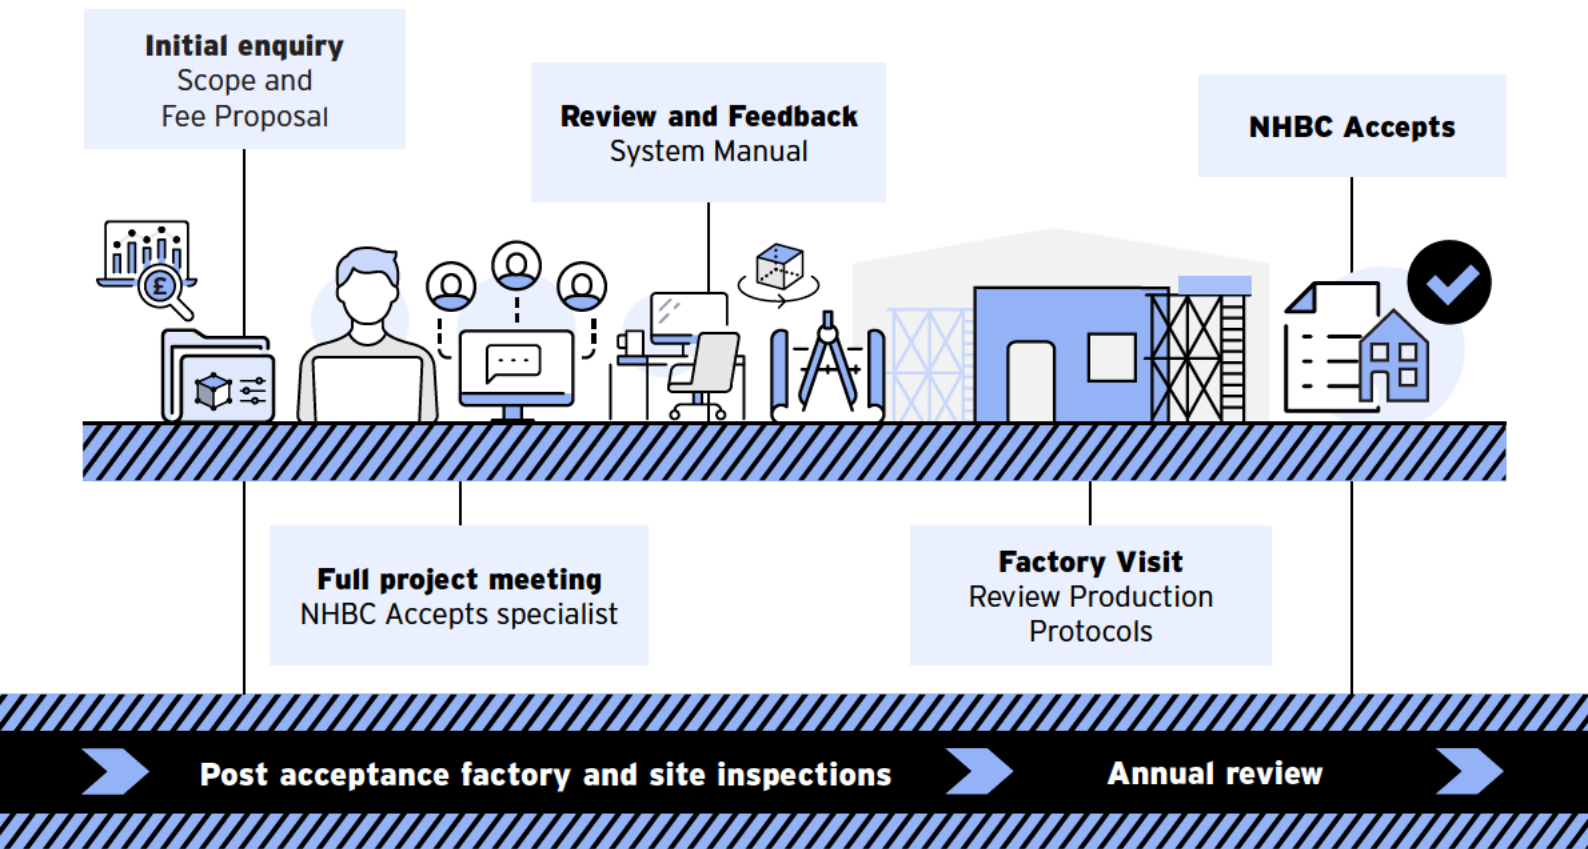 Initial enquiry
Scope and
Fee Proposal
Review and Feedback
System Manual
NHBC Accepts
£
Full project meeting
NHBC Accepts specialist
Factory Visit
Review Production
Protocols
Post acceptance factory and site inspections
Annual review